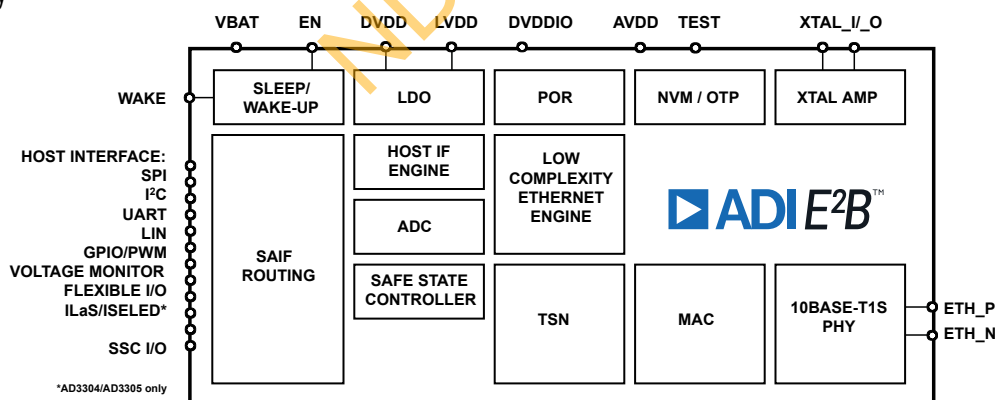 VBAT EN DVDD LVDD DVDDIO AVDD TEST XTAL_I/_O
WAKE
SLEEP/
WAKE-UP
LDO
POR
NVM / OTP
XTAL AMP
HOST INTERFACE:
SPI
I²C
UART
LIN
GPIO/PWM
VOLTAGE MONITOR
FLEXIBLE I/O
ILaS/ISELED*
SSC I/O
*AD3304/AD3305 only
SAIF
ROUTING
HOST IF
ENGINE
ADC
SAFE STATE
CONTROLLER
LOW
COMPLEXITY
ETHERNET
ENGINE
TSN
ADI E²B™
MAC
10BASE-T1S
PHY
ETH_P
ETH_N